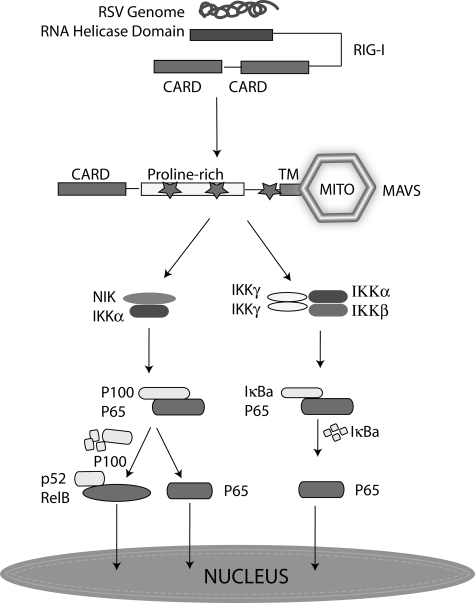 RSV Genome
RNA Helicase Domain
RIG-I
CARD CARD
CARD Proline-rich TM
MITO MAVS
NIK
IKKα
IKKγ IKKα
IKKγ IKKβ
P100
P65
IκBa
P65
IκBa
P100
p52
RelB
P65
P65
NUCLEUS